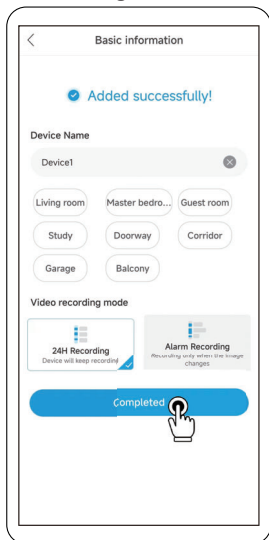 Basic information
Added successfully!
Device Name
Device1
Living room Master bedro... Guest room
Study Doorway Corridor
Garage Balcony
Video recording mode
24H Recording
Device will keep recording
Alarm Recording
Recording only when the image
changes
Completed